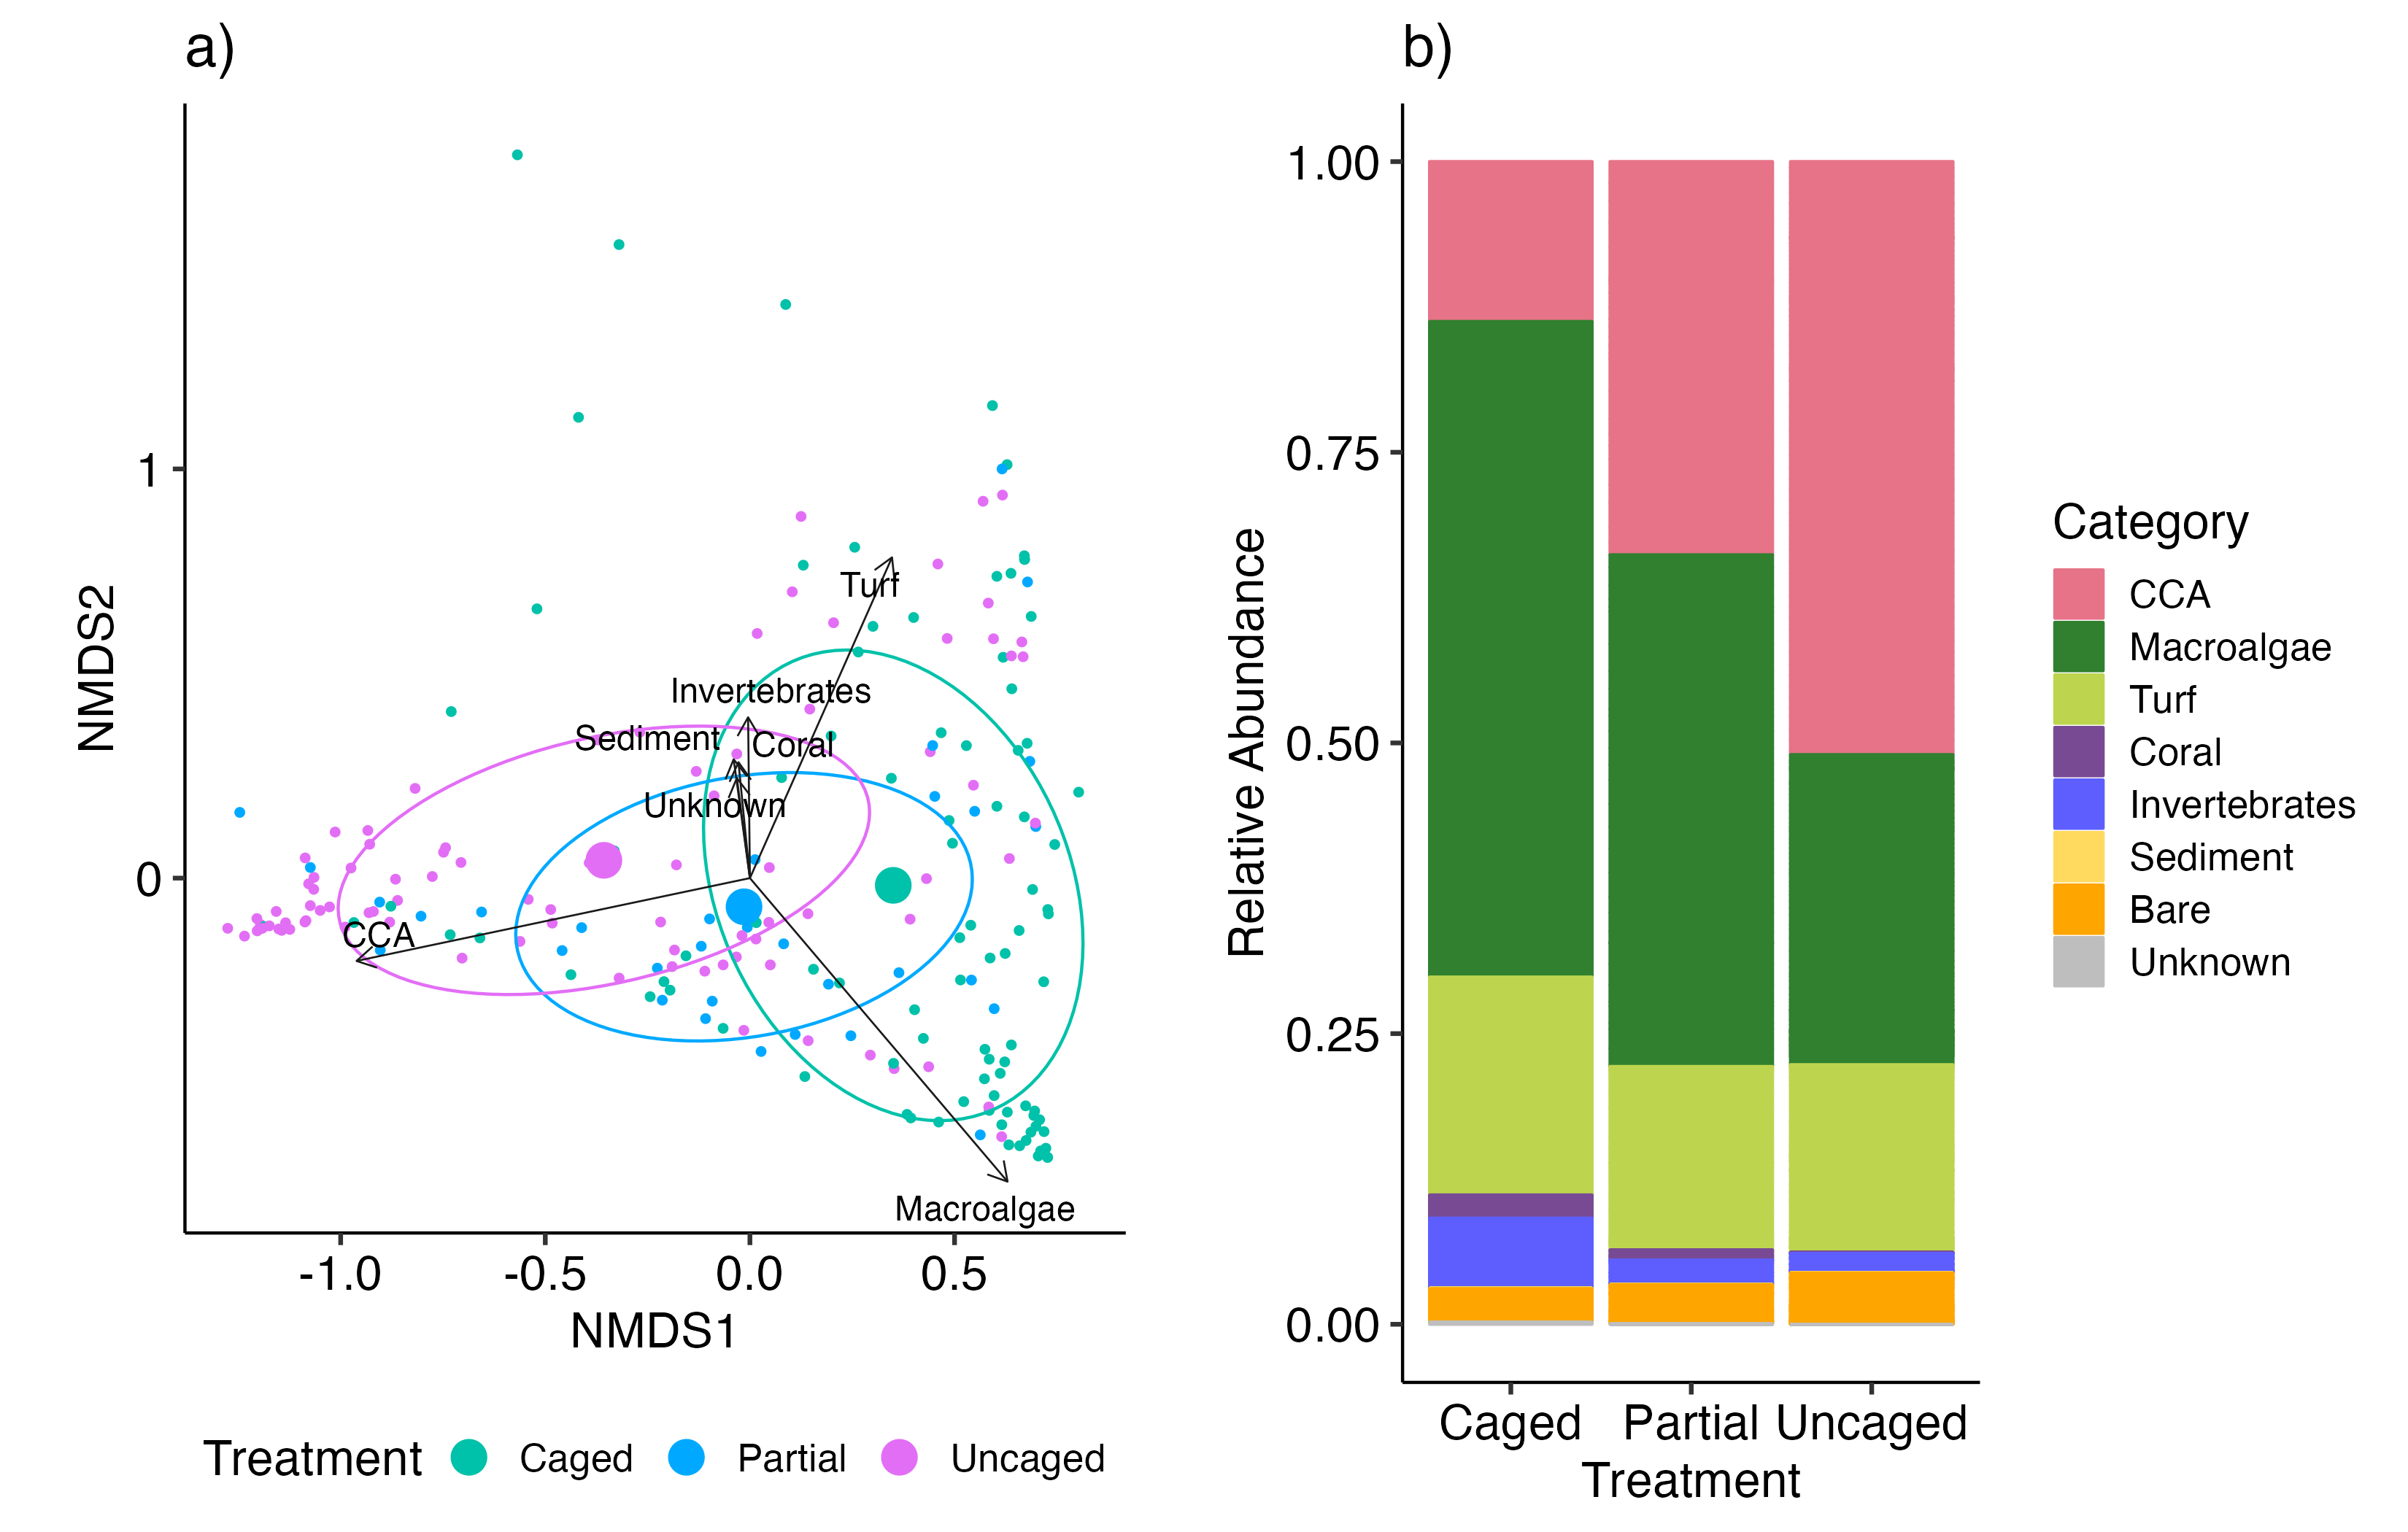 a)
NMDS2
1
0
Turf
Invertebrates
Sediment
Coral
Unknown
CCA
Macroalgae
-1.0
-0.5
0.0
0.5
NMDS1
Treatment
Caged
Partial
Uncaged
b)
Relative Abundance
1.00
0.75
0.50
0.25
0.00
Caged
Partial
Uncaged
Treatment
Category
CCA
Macroalgae
Turf
Coral
Invertebrates
Sediment
Bare
Unknown